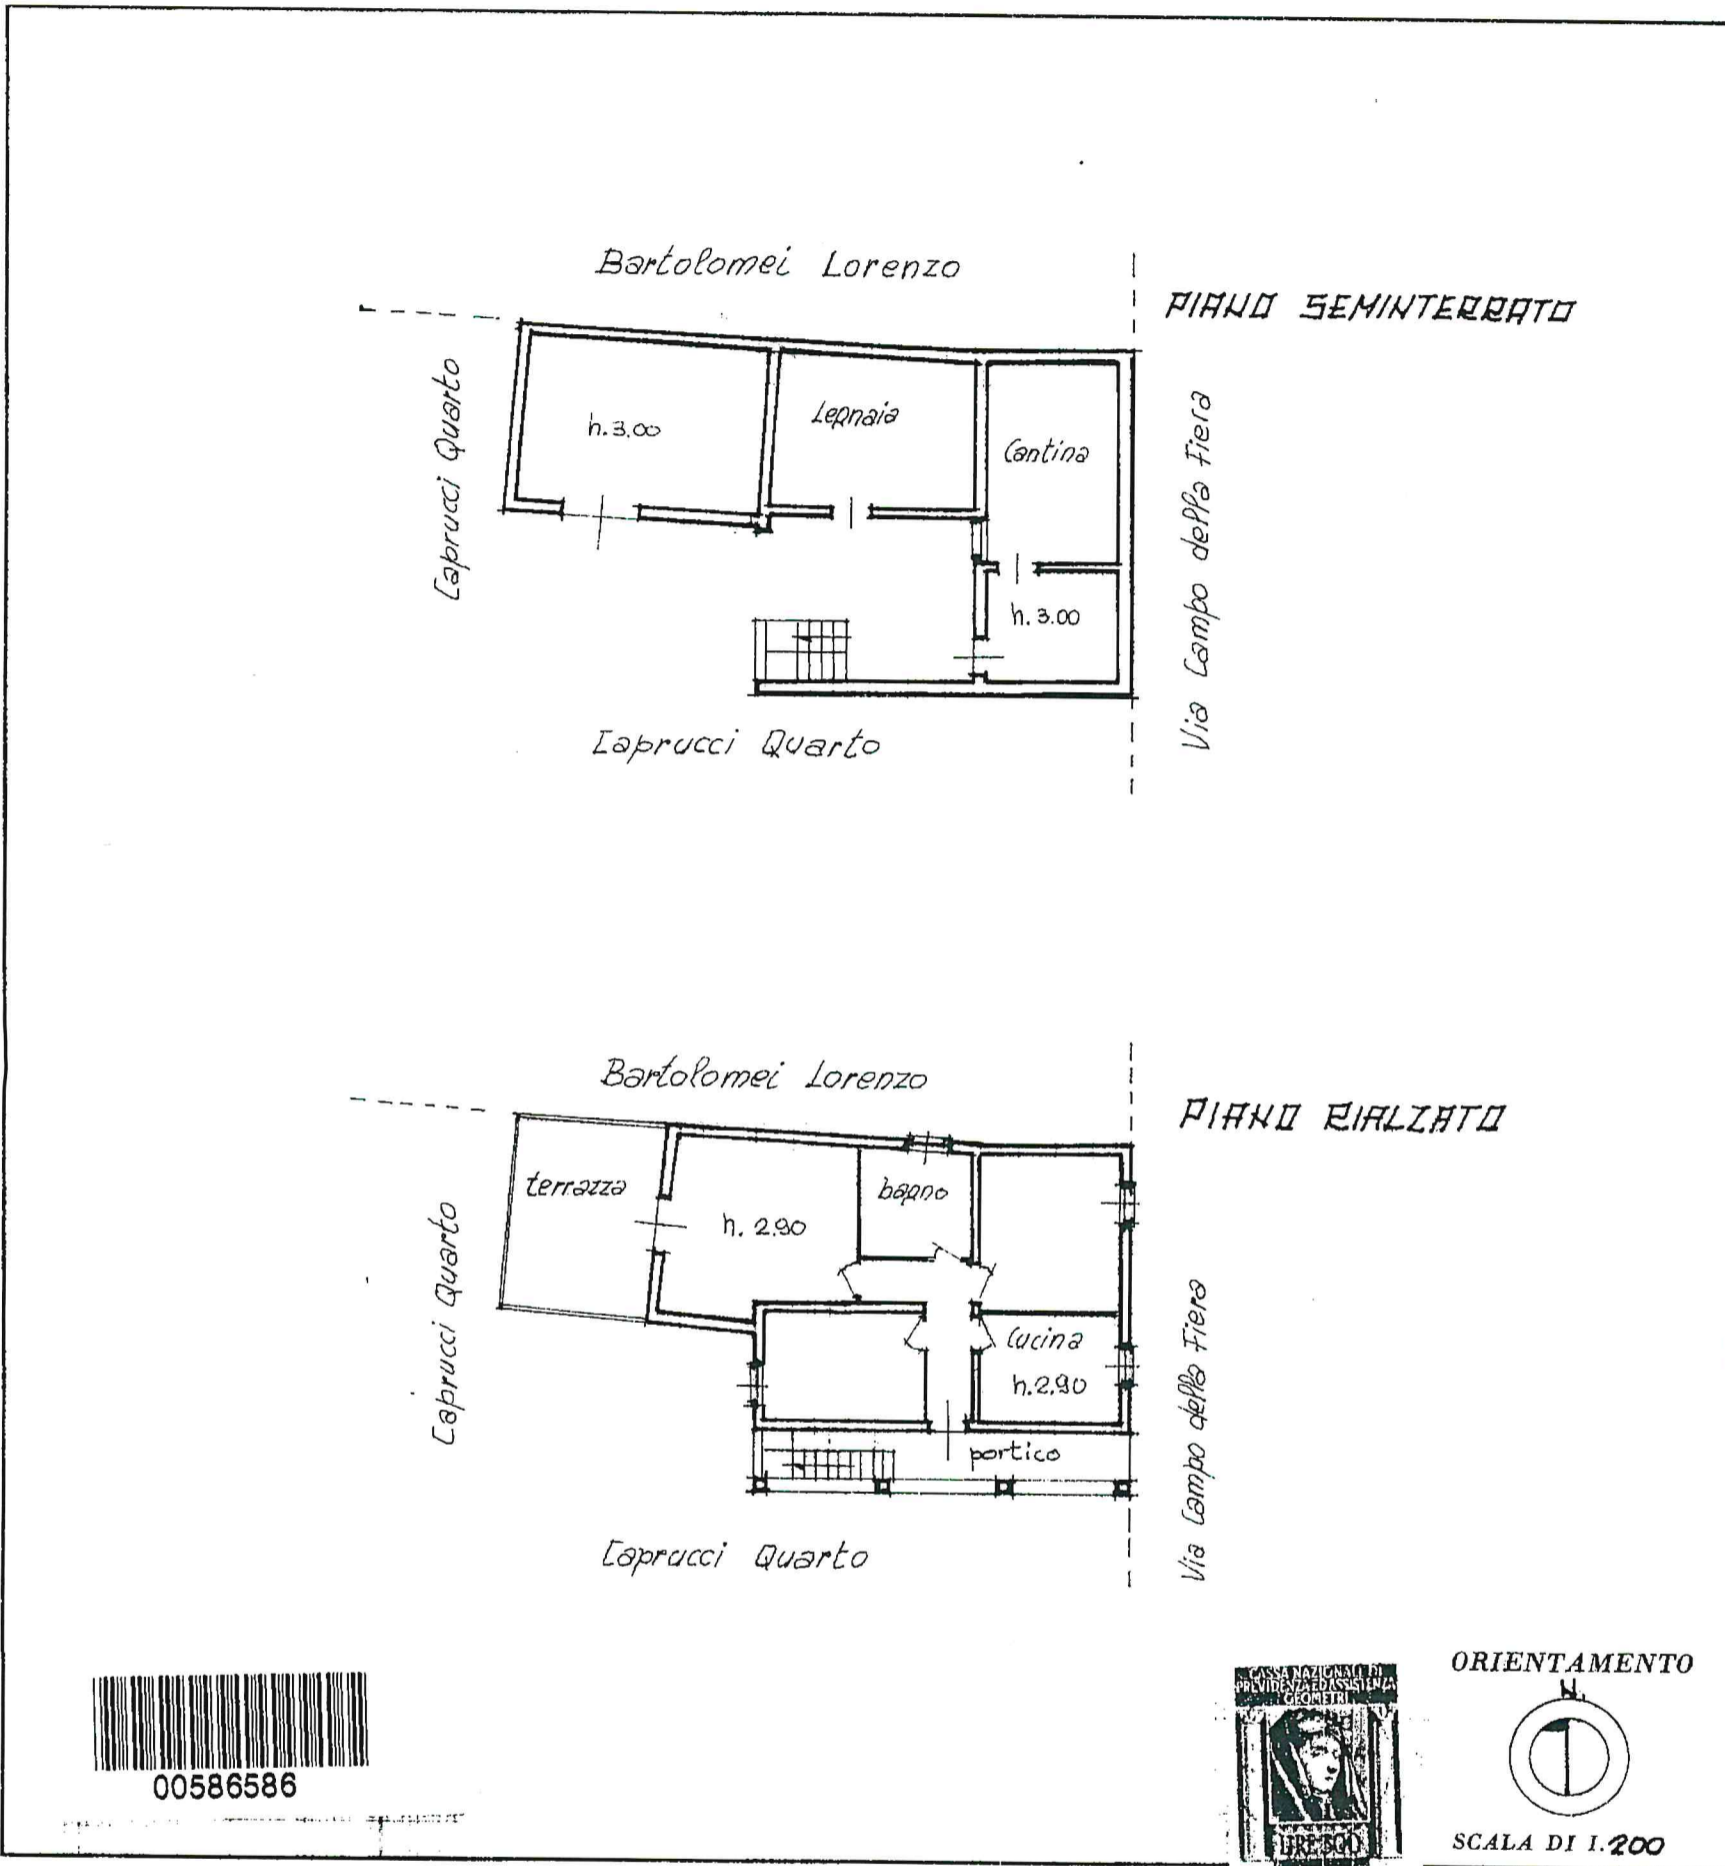 Bartolomei Lorenzo
PIANO SEMINTERRATO
Caprucci Quarto
h. 3.00
Legnaia
Cantina
h. 3.00
Via Campo della Fiera
Caprucci Quarto
Bartolomei Lorenzo
PIANO RIALZATO
Caprucci Quarto
terrazza
h. 2.90
bagno
Cucina
h. 2.90
portico
Via Campo della Fiera
Caprucci Quarto
00586586
CASSA NAZIONALE DI
PREVIDENZA ED ASSISTENZA
GEOMETRI
LIRE 500
ORIENTAMENTO
N.
SCALA DI 1.200